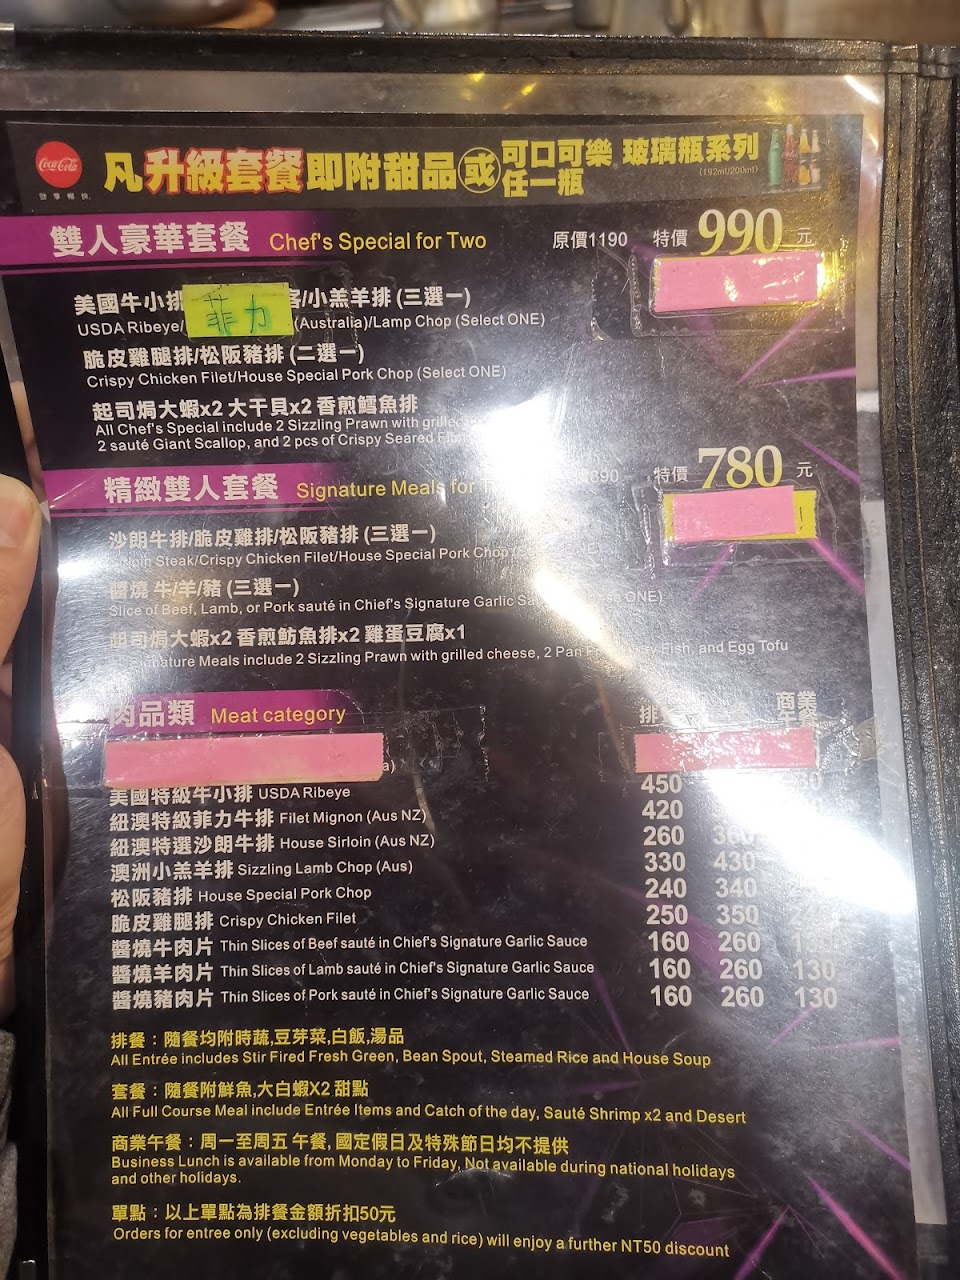 Coca-Cola
凡升級套餐即附甜品或可口可樂 玻璃瓶系列
任一瓶 (192ml/200ml)
雙人豪華套餐 Chef's Special for Two 原價1190 特價 990 元
美國牛小排 菲力 客/小羔羊排 (三選一)
USDA Ribeye/ (Australia)/Lamp Chop (Select ONE)
脆皮雞腿排/松阪豬排 (二選一)
Crispy Chicken Filet/House Special Pork Chop (Select ONE)
起司焗大蝦x2 大干貝x2 香煎鱈魚排
All Chef's Special include 2 Sizzling Prawn with grilled
2 sauté Giant Scallop, and 2 pcs of Crispy Seared
精緻雙人套餐 Signature Meals for 特價 780 元
沙朗牛排/脆皮雞排/松阪豬排 (三選一)
Steak/Crispy Chicken Filet/House Special Pork Chop
醬燒 牛/羊/豬 (三選一)
Slice of Beef, Lamb, or Pork sauté in Chief's Signature Garlic ONE)
起司焗大蝦x2 香煎魴魚排x2 雞蛋豆腐x1
Signature Meals include 2 Sizzling Prawn with grilled cheese, 2 Pan Fish, and Egg Tofu
肉品類 Meat category 排 商業午餐
美國特級牛小排 USDA Ribeye 450
紐澳特級菲力牛排 Filet Mignon (Aus NZ) 420
紐澳特選沙朗牛排 House Sirloin (Aus NZ) 260 360
澳洲小羔羊排 Sizzling Lamb Chop (Aus) 330 430
松阪豬排 House Special Pork Chop 240 340
脆皮雞腿排 Crispy Chicken Filet 250 350
醬燒牛肉片 Thin Slices of Beef sauté in Chief's Signature Garlic Sauce 160 260
醬燒羊肉片 Thin Slices of Lamb sauté in Chief's Signature Garlic Sauce 160 260 130
醬燒豬肉片 Thin Slices of Pork sauté in Chief's Signature Garlic Sauce 160 260 130
排餐：隨餐均附時蔬,豆芽菜,白飯,湯品
All Entrée includes Stir Fired Fresh Green, Bean Spout, Steamed Rice and House Soup
套餐：隨餐附鮮魚,大白蝦X2 甜點
All Full Course Meal include Entrée Items and Catch of the day, Sauté Shrimp x2 and Desert
商業午餐：周一至周五 午餐, 國定假日及特殊節日均不提供
Business Lunch is available from Monday to Friday, Not available during national holidays
and other holidays.
單點：以上單點為排餐金額折扣50元
Orders for entree only (excluding vegetables and rice) will enjoy a further NT50 discount